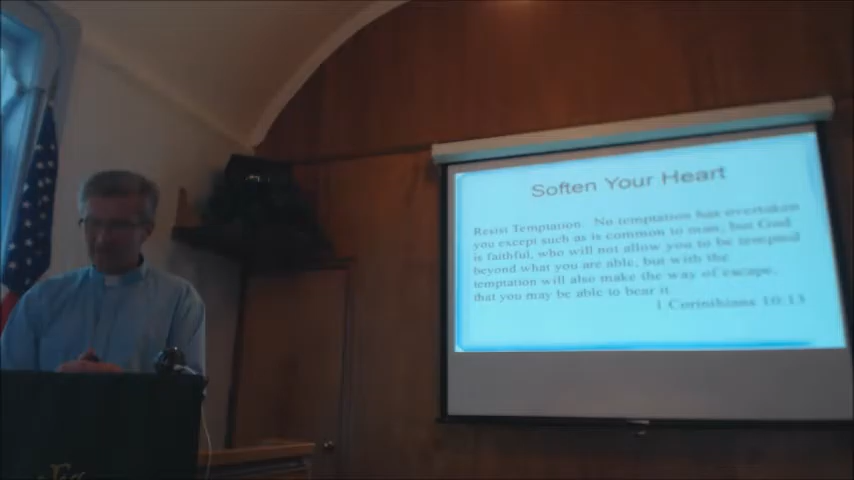 Soften Your Heart
Resist Temptation. No temptation has overtaken
you except such as is common to man, but God
is faithful, who will not allow you to be tempted
beyond what you are able, but with the
temptation will also make the way of escape,
that you may be able to bear it
1 Corinthians 10:13